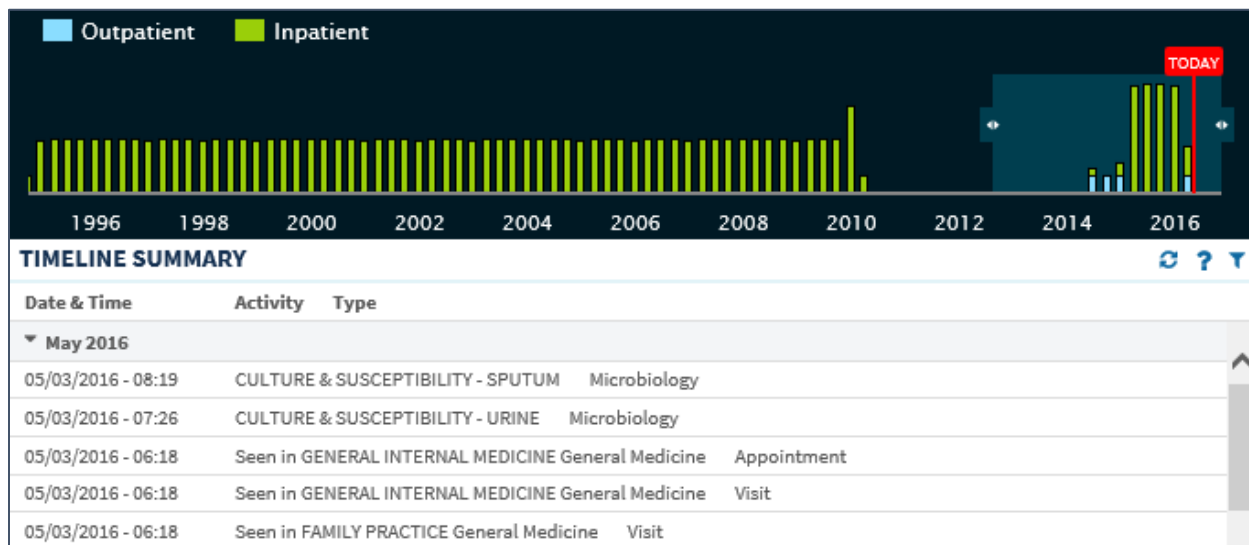 Outpatient Inpatient
TODAY
1996 1998 2000 2002 2004 2006 2008 2010 2012 2014 2016
TIMELINE SUMMARY ?
Date & Time Activity Type
May 2016
05/03/2016 - 08:19 CULTURE & SUSCEPTIBILITY - SPUTUM Microbiology
05/03/2016 - 07:26 CULTURE & SUSCEPTIBILITY - URINE Microbiology
05/03/2016 - 06:18 Seen in GENERAL INTERNAL MEDICINE General Medicine Appointment
05/03/2016 - 06:18 Seen in GENERAL INTERNAL MEDICINE General Medicine Visit
05/03/2016 - 06:18 Seen in FAMILY PRACTICE General Medicine Visit